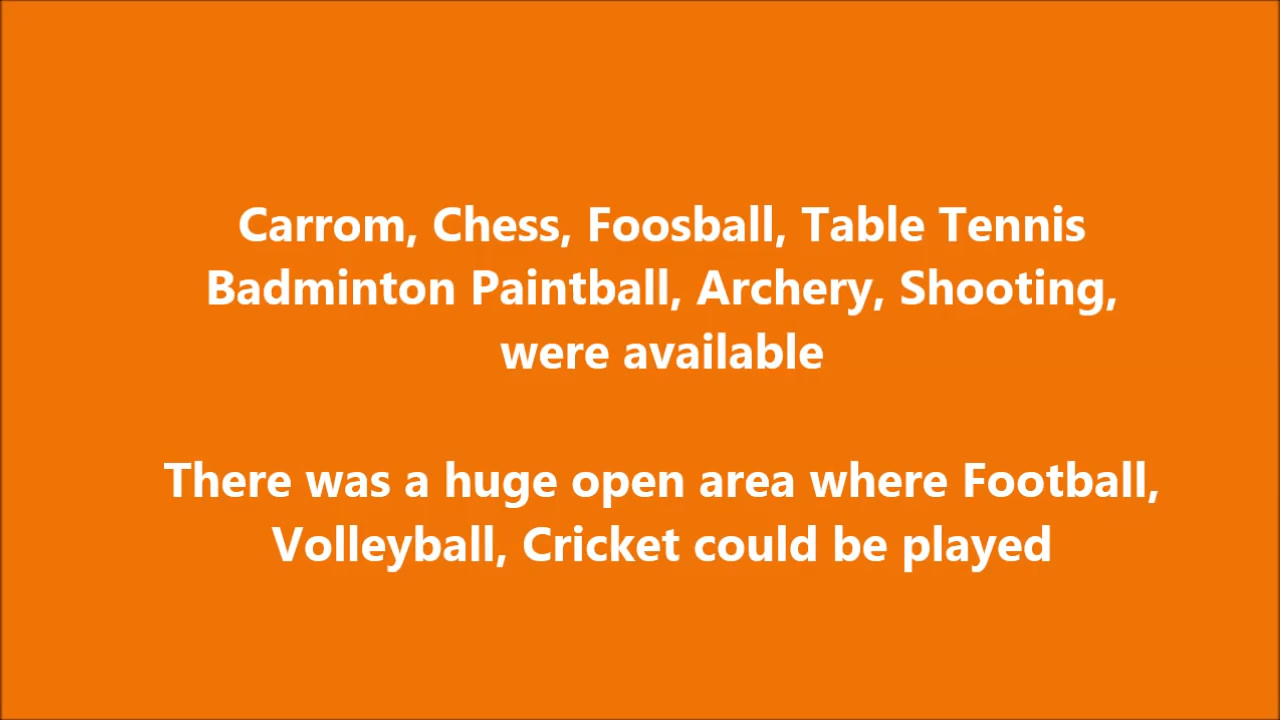 Carrom, Chess, Foosball, Table Tennis
Badminton Paintball, Archery, Shooting,
were available
There was a huge open area where Football,
Volleyball, Cricket could be played